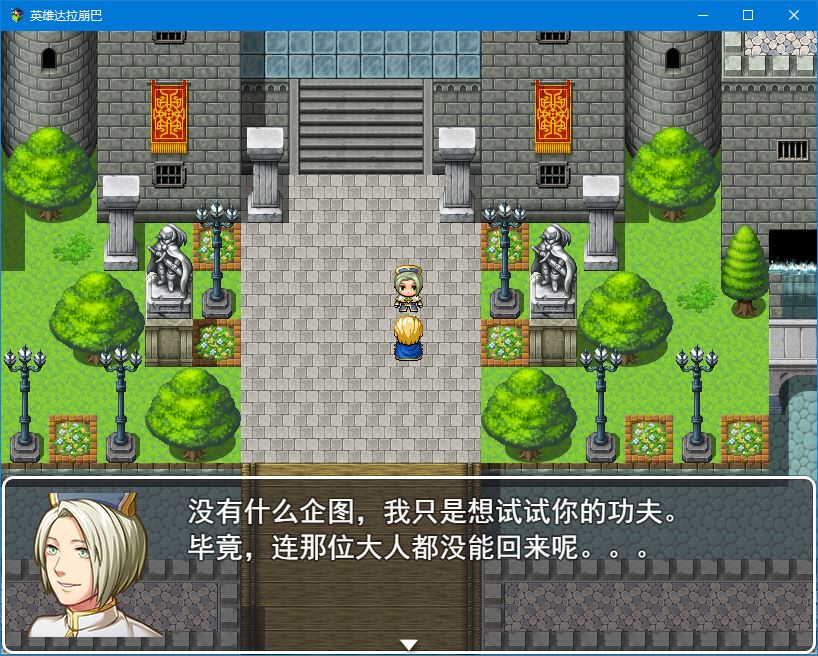 英雄达拉崩巴
没有什么企图，我只是想试试你的功夫。
毕竟，连那位大人都没能回来呢。。。